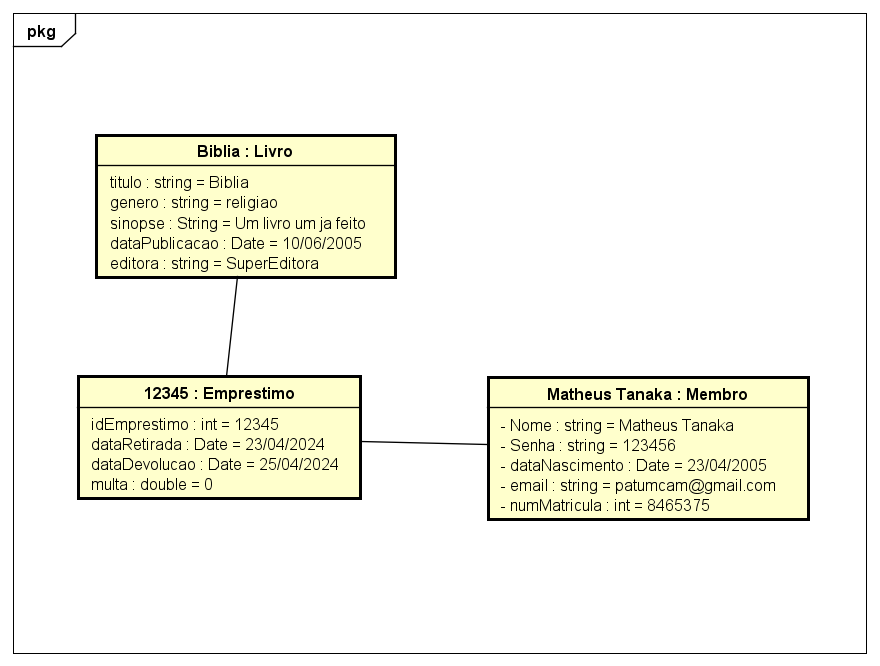 pkg
Biblia : Livro
titulo : string = Biblia
genero : string = religiao
sinopse : String = Um livro um ja feito
dataPublicacao : Date = 10/06/2005
editora : string = SuperEditora
12345 : Emprestimo
idEmprestimo : int = 12345
dataRetirada : Date = 23/04/2024
dataDevolucao : Date = 25/04/2024
multa : double = 0
Matheus Tanaka : Membro
- Nome : string = Matheus Tanaka
- Senha : string = 123456
- dataNascimento : Date = 23/04/2005
- email : string = patumcam@gmail.com
- numMatricula : int = 8465375